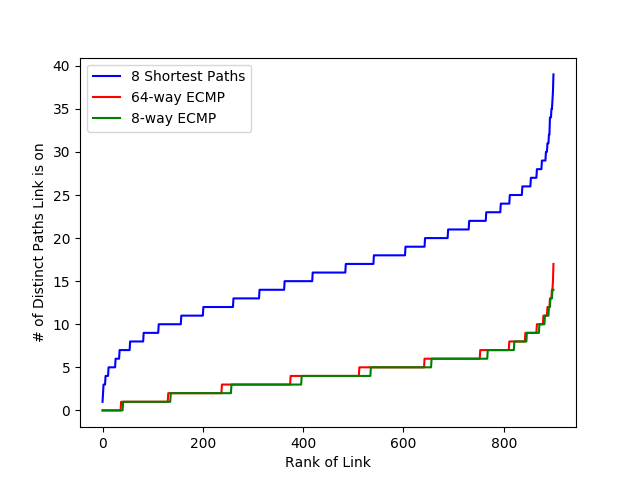 8 Shortest Paths
64-way ECMP
8-way ECMP
40
35
30
25
20
15
10
5
0
# of Distinct Paths Link is on
0 200 400 600 800
Rank of Link